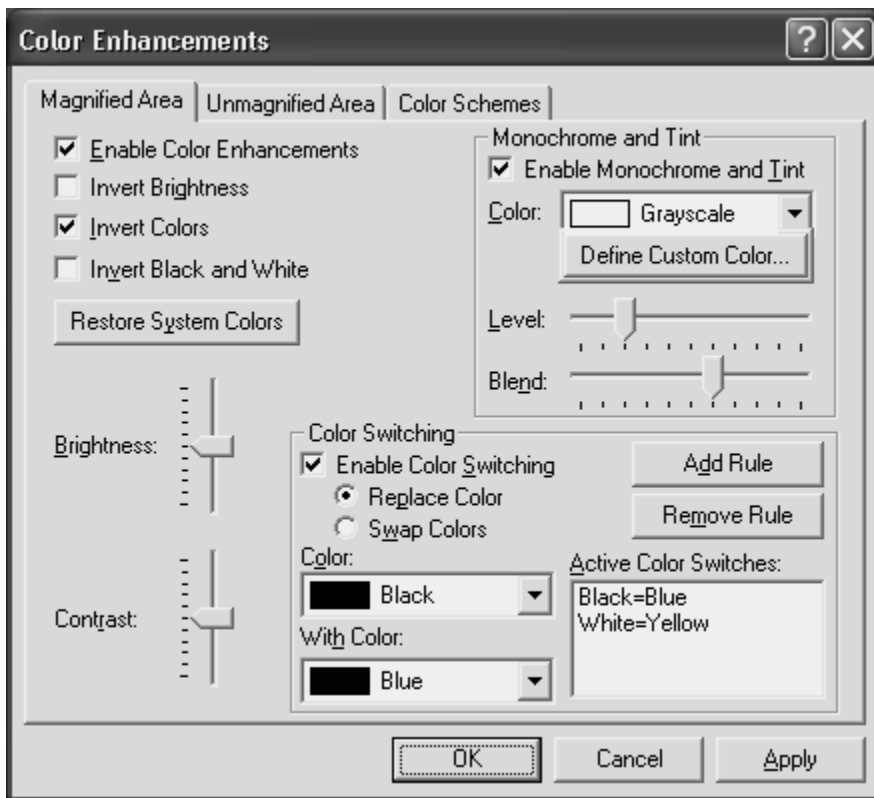 Color Enhancements
Magnified Area
Unmagnified Area
Color Schemes
Enable Color Enhancements
Invert Brightness
Invert Colors
Invert Black and White
Restore System Colors
Monochrome and Tint
Enable Monochrome and Tint
Color:
Grayscale
Define Custom Color...
Level:
Blend:
Brightness:
Contrast:
Color Switching
Enable Color Switching
Replace Color
Swap Colors
Color:
Black
With Color:
Blue
Add Rule
Remove Rule
Active Color Switches:
Black=Blue
White=Yellow
OK
Cancel
Apply